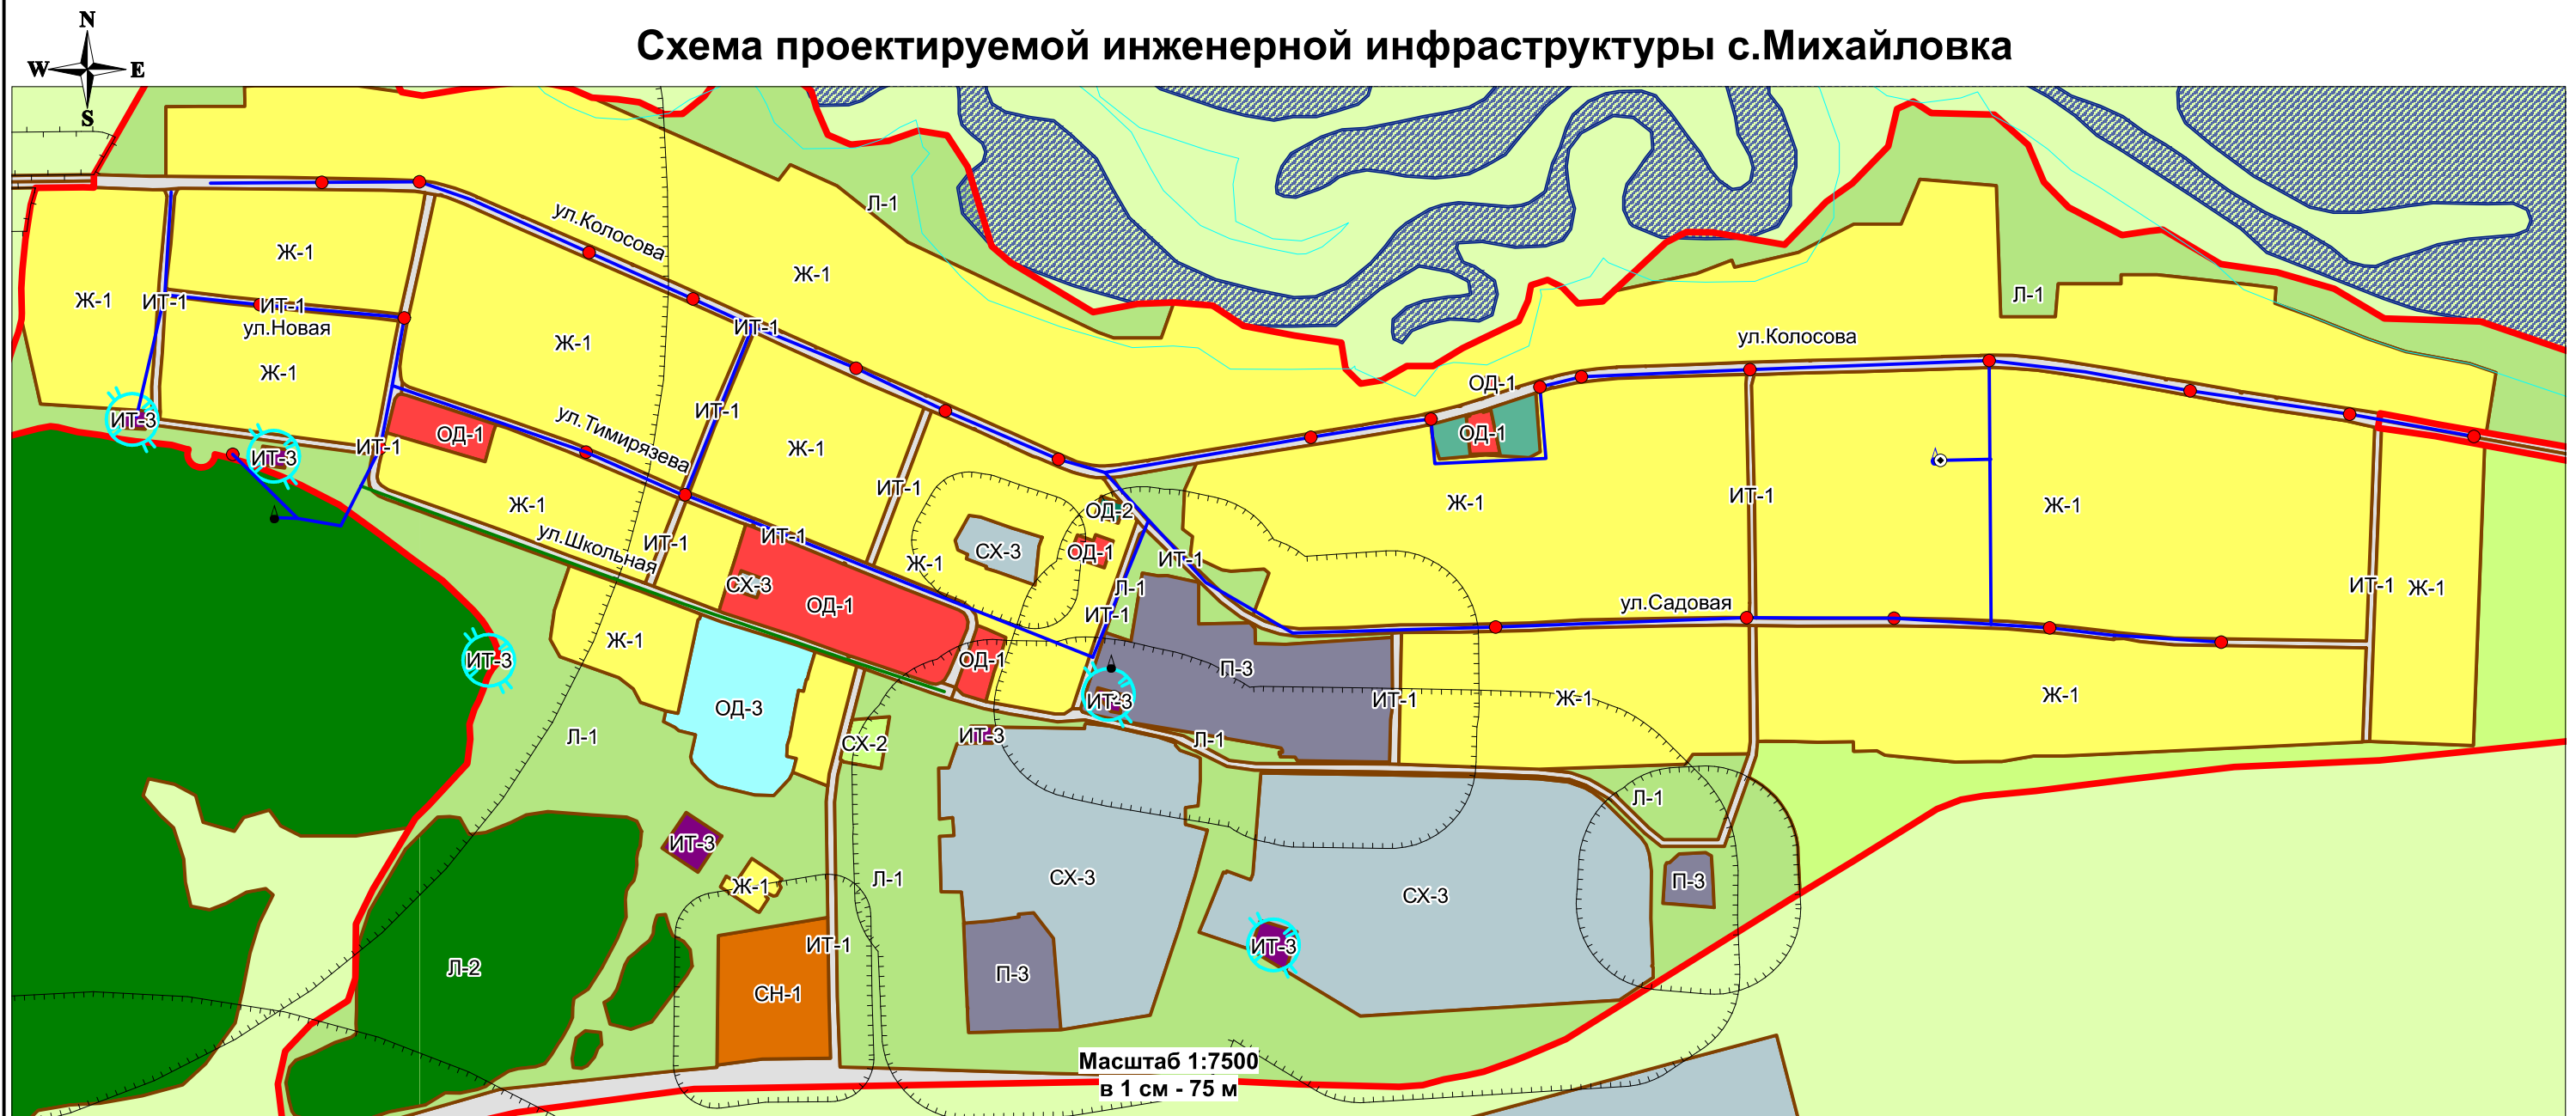 N
Схема проектируемой инженерной инфраструктуры с.Михайловка
W E
S
Л-1
ул.Колосова
Ж-1
Ж-1
Л-1
Ж-1
ИТ-1
ИТ-1
ул.Новая
ИТ-1
ул.Колосова
Ж-1
Ж-1
ОД-1
ИТ-1
ИТ-3
ул.Тимирязева
ОД-1
ОД-1
ИТ-1
Ж-1
ИТ-3
ИТ-1
ИТ-1
Ж-1
Ж-1
Ж-1
ОД-2
ул.Школьная
ИТ-1
ИТ-1
СХ-3
ОД-1
ИТ-1
Ж-1
СХ-3
Л-1
ИТ-1
Ж-1
ОД-1
ул.Садовая
ИТ-1
Ж-1
ИТ-3
ОД-1
П-3
Ж-1
Ж-1
ИТ-1
ИТ-3
ОД-3
Л-1
СХ-2
ИТ-3
Л-1
Л-1
ИТ-3
Ж-1
Л-1
СХ-3
П-3
СХ-3
ИТ-1
ИТ-3
Л-2
П-3
СН-1
Масштаб 1:7500
в 1 см - 75 м